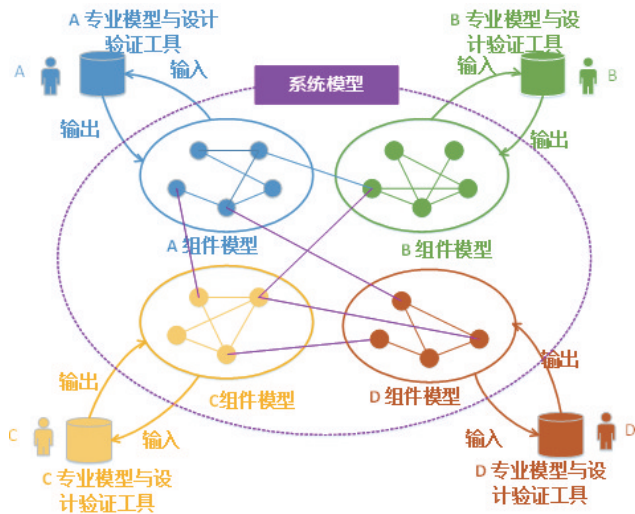 A 专业模型与设计
验证工具
B 专业模型与设
计验证工具
A
输入
系统模型
输入
B
输出
输出
A 组件模型
B 组件模型
C组件模型
D 组件模型
输出
输出
C
输入
输入
D
C 专业模型与设
计验证工具
D 专业模型与设
计验证工具